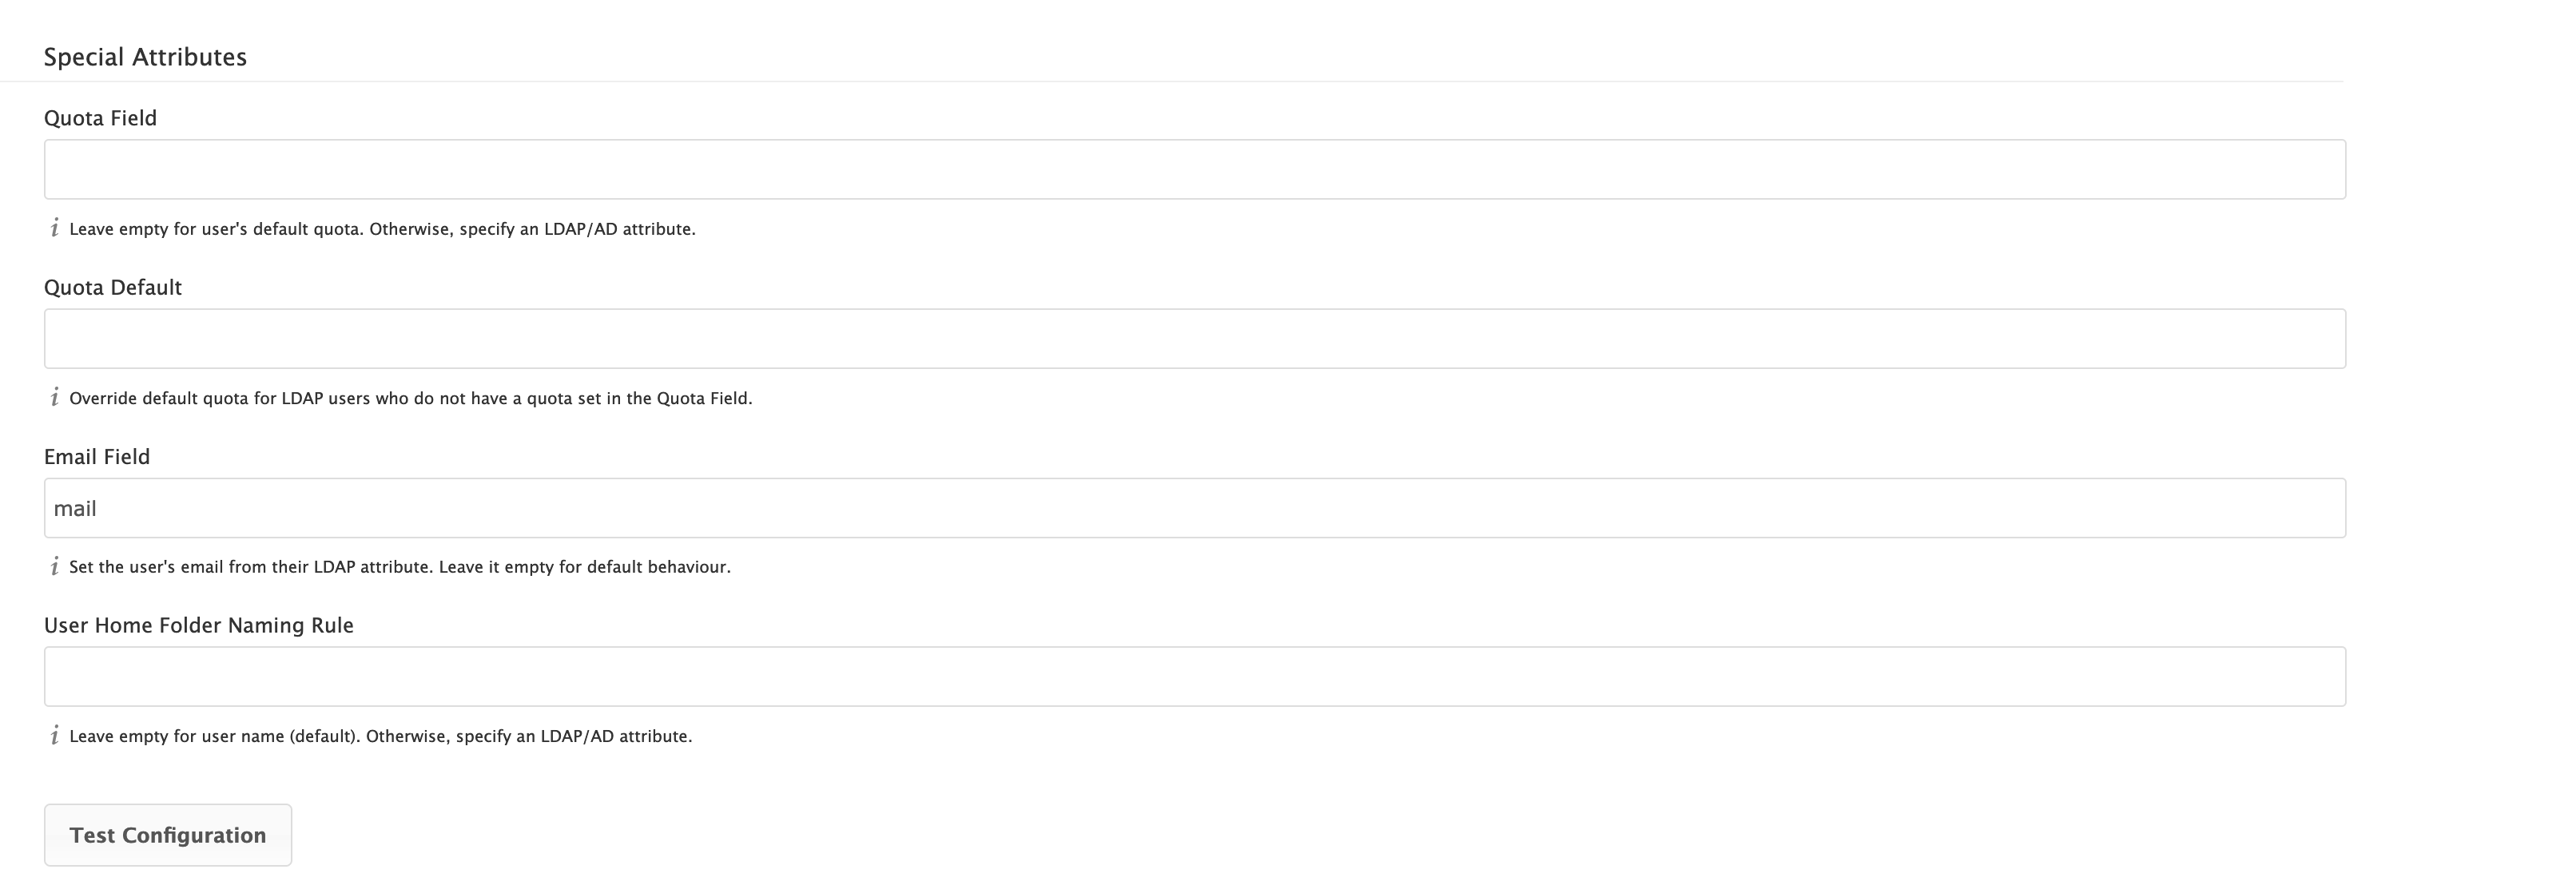 Special Attributes
Quota Field
i Leave empty for user's default quota. Otherwise, specify an LDAP/AD attribute.
Quota Default
i Override default quota for LDAP users who do not have a quota set in the Quota Field.
Email Field
mail
i Set the user's email from their LDAP attribute. Leave it empty for default behaviour.
User Home Folder Naming Rule
i Leave empty for user name (default). Otherwise, specify an LDAP/AD attribute.
Test Configuration